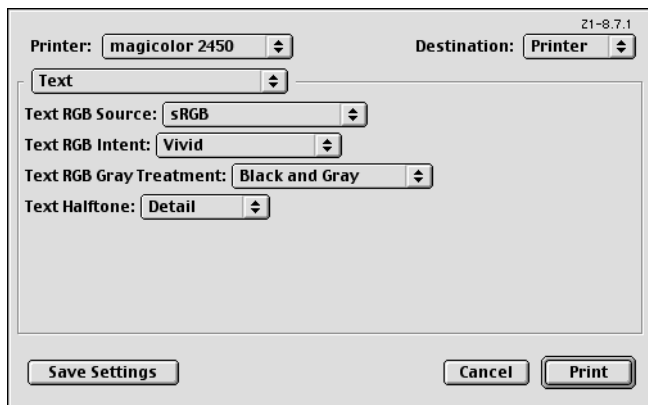 Z1-8.7.1
Printer: magicolor 2450 Destination: Printer
Text
Text RGB Source: sRGB
Text RGB Intent: Vivid
Text RGB Gray Treatment: Black and Gray
Text Halftone: Detail
Save Settings Cancel Print